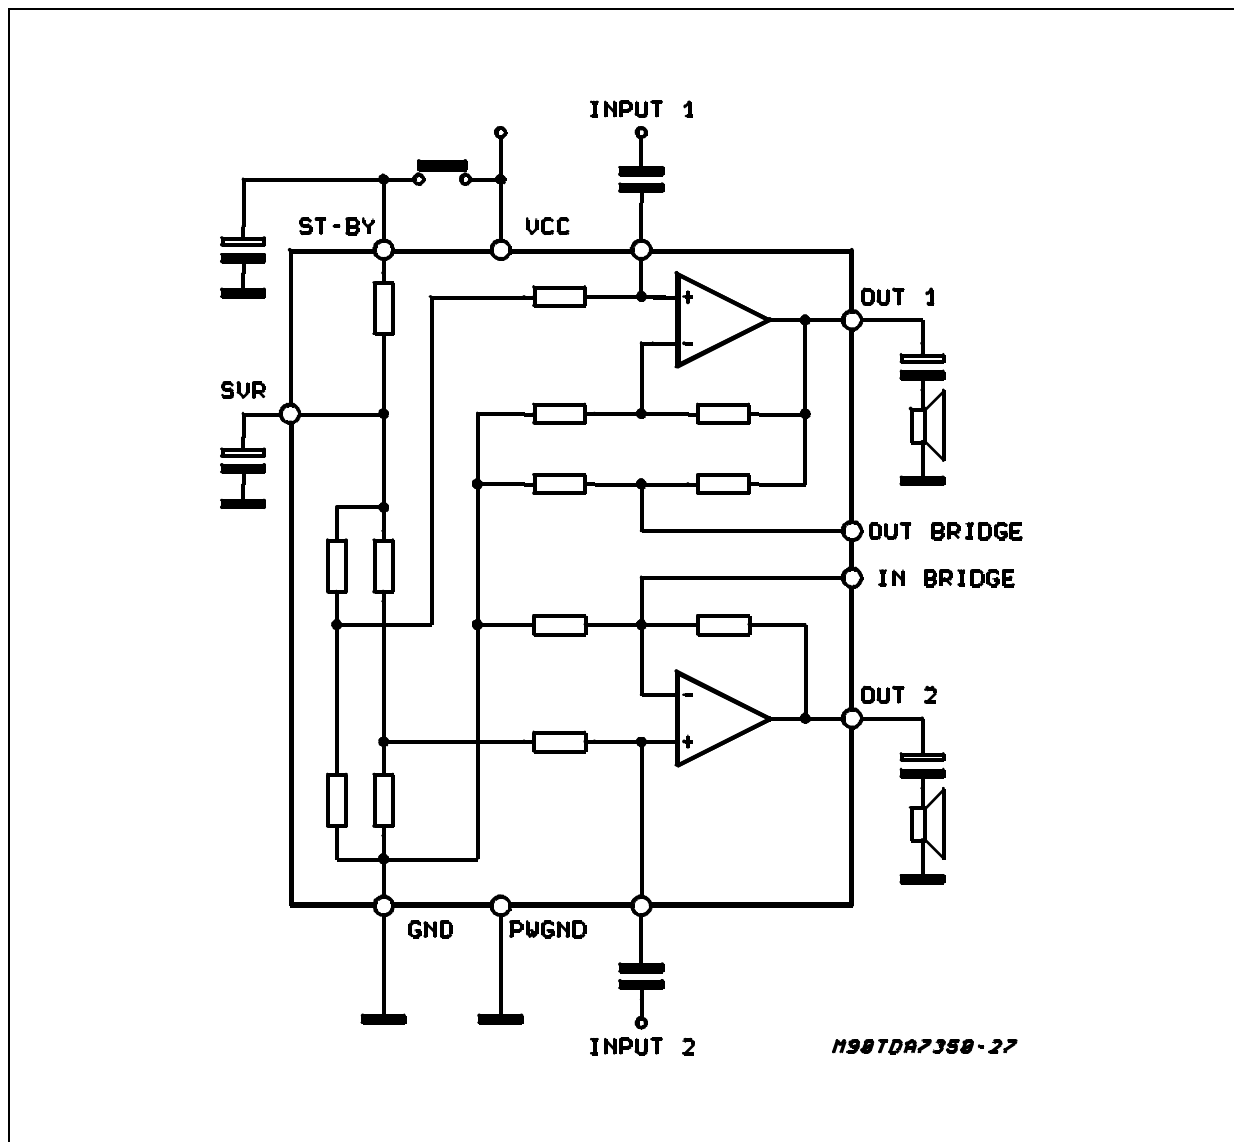 INPUT 1
ST-BY
VCC
OUT 1
+
-
SVR
OUT BRIDGE
IN BRIDGE
OUT 2
-
+
GND
PWGND
INPUT 2
M90TDA7350-27